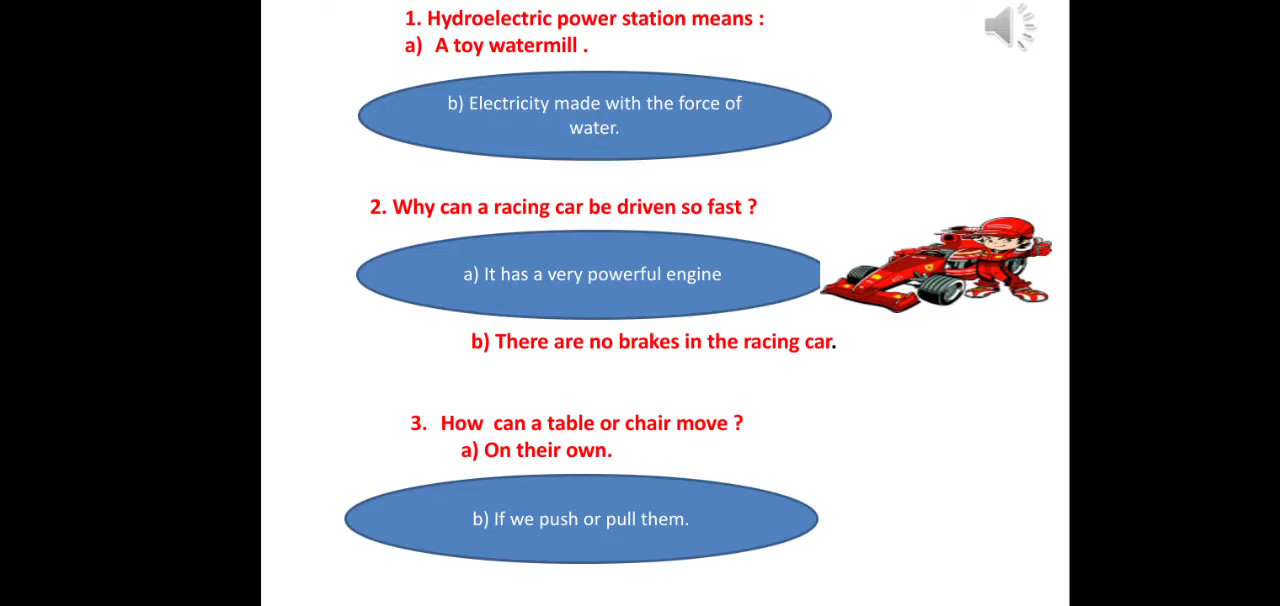 1. Hydroelectric power station means :
a) A toy watermill .
b) Electricity made with the force of
water.
2. Why can a racing car be driven so fast ?
a) It has a very powerful engine
b) There are no brakes in the racing car.
3. How can a table or chair move ?
a) On their own.
b) If we push or pull them.